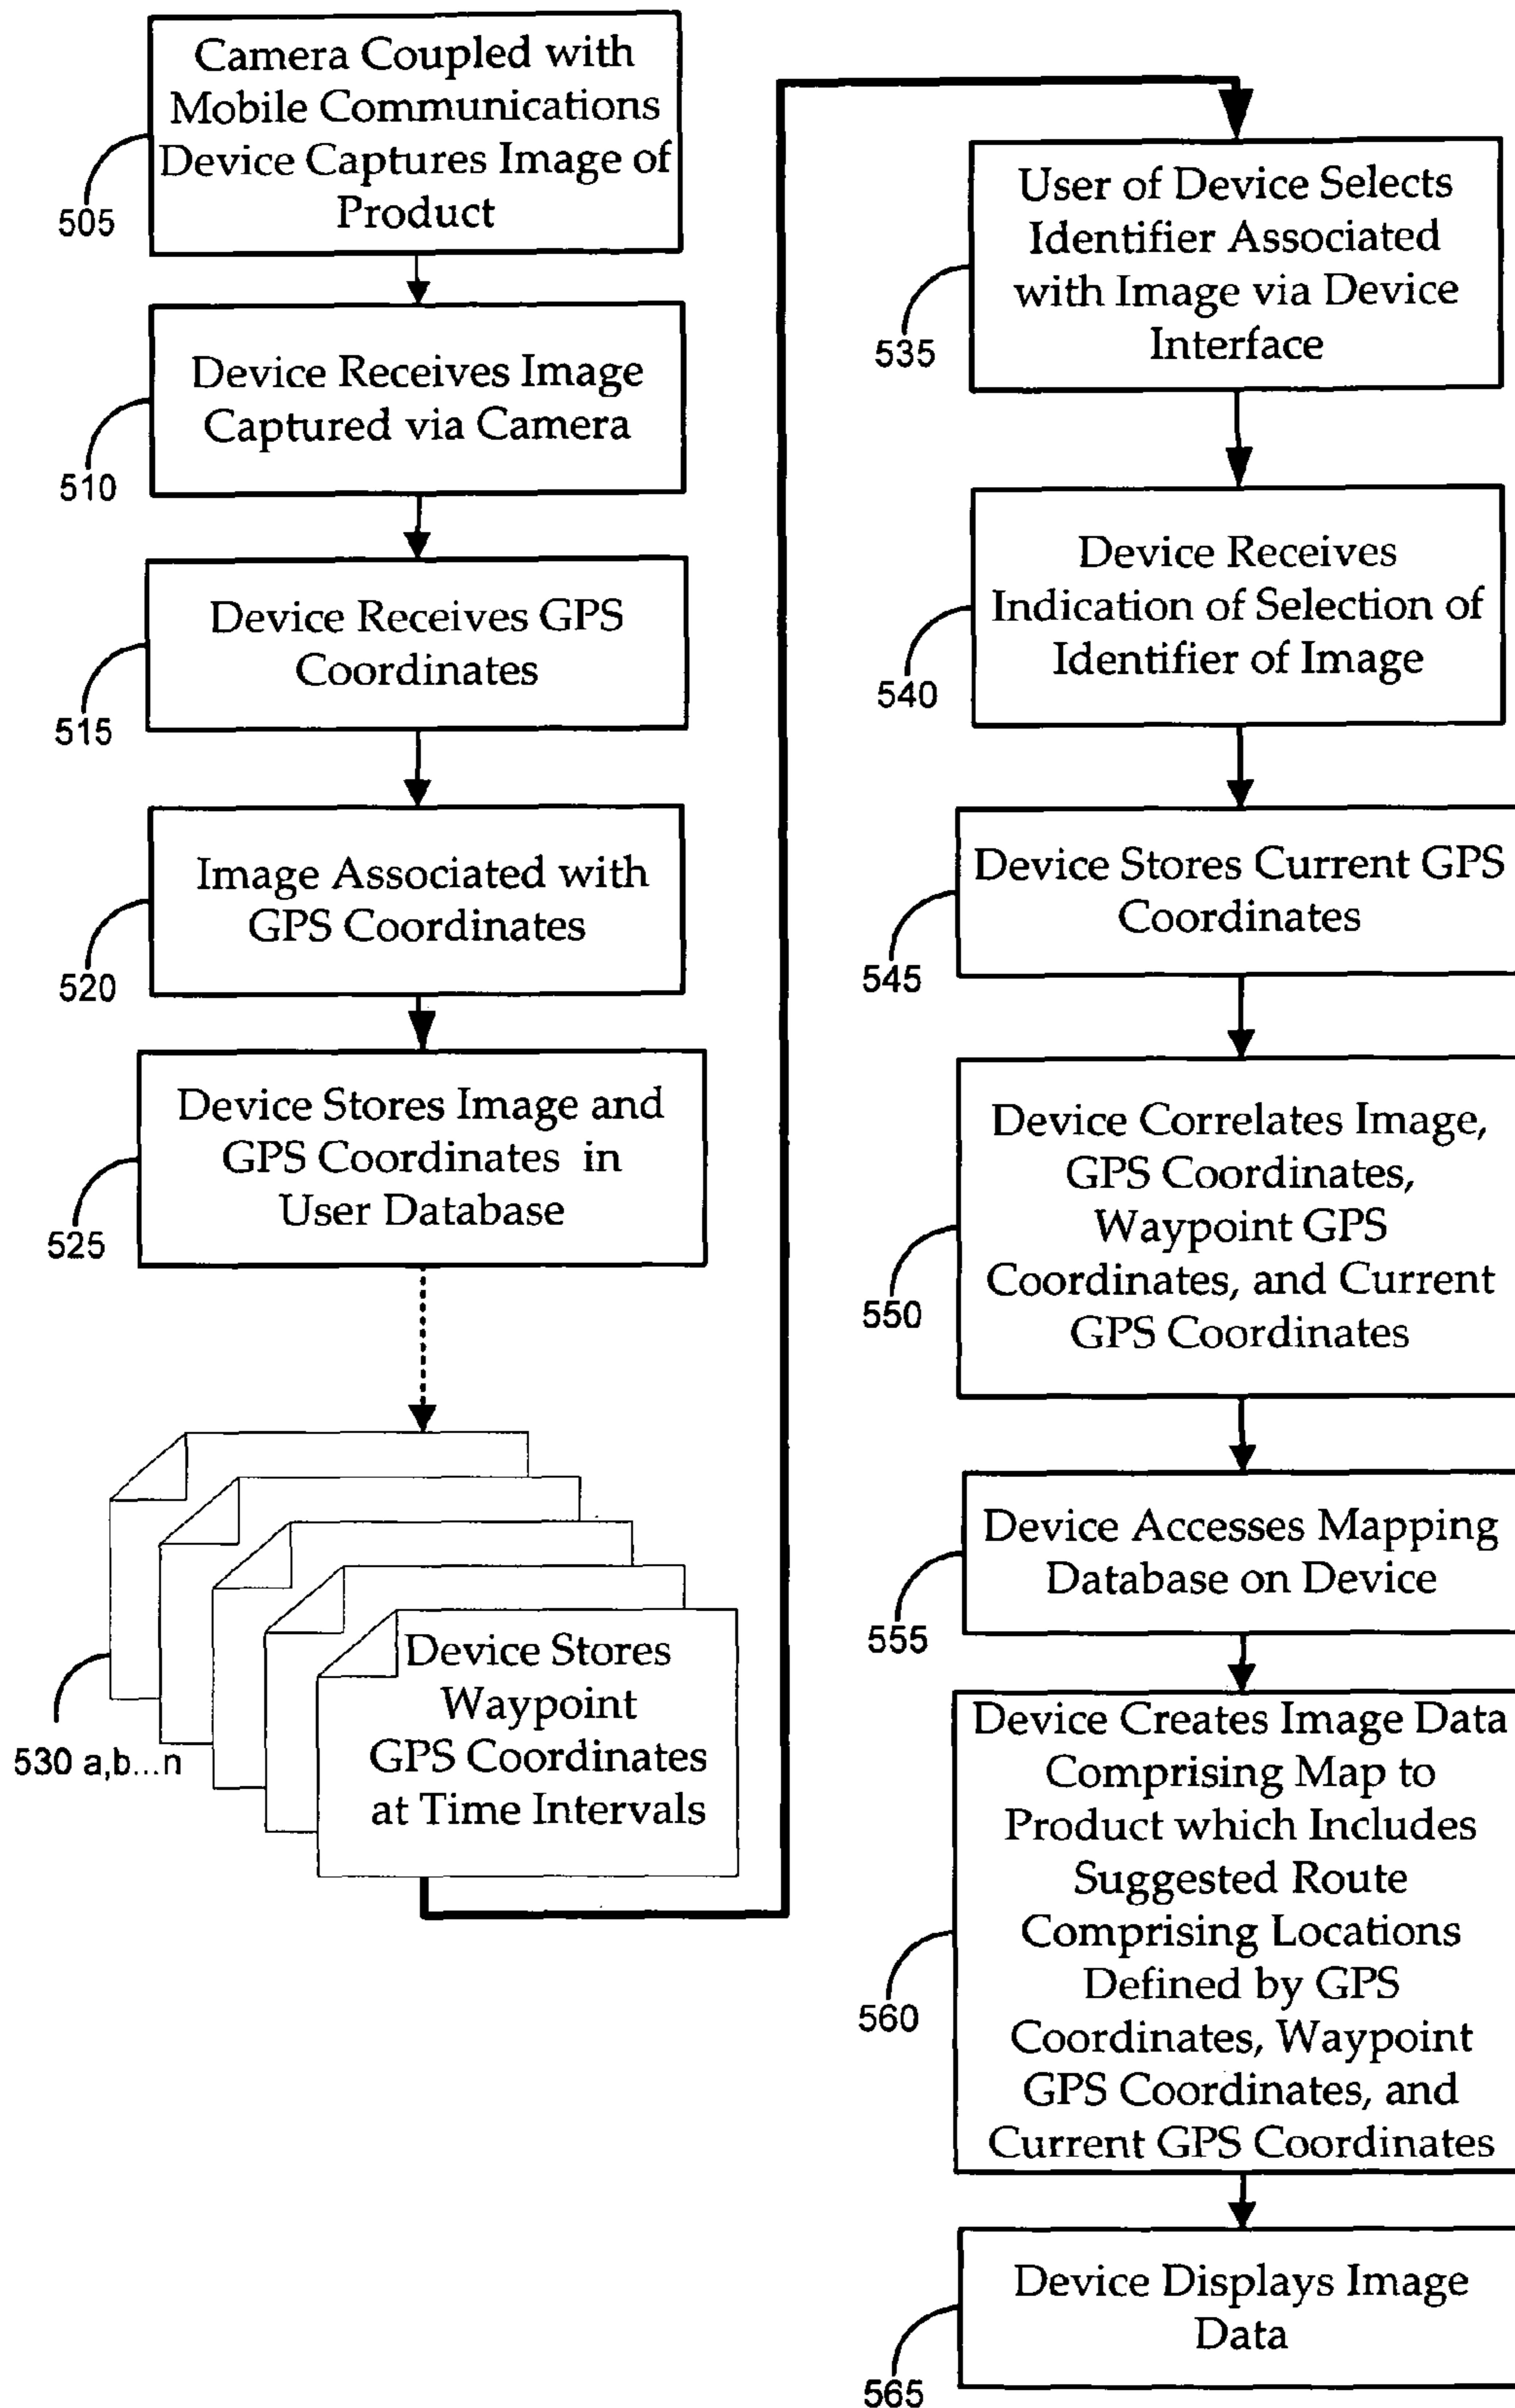 Camera Coupled with
Mobile Communications
Device Captures Image of
Product
505
Device Receives Image
Captured via Camera
510
Device Receives GPS
Coordinates
515
Image Associated with
GPS Coordinates
520
Device Stores Image and
GPS Coordinates in
User Database
525
Device Stores
Waypoint
GPS Coordinates
at Time Intervals
530 a,b...n
User of Device Selects
Identifier Associated
with Image via Device
Interface
535
Device Receives
Indication of Selection of
Identifier of Image
540
Device Stores Current GPS
Coordinates
545
Device Correlates Image,
GPS Coordinates,
Waypoint GPS
Coordinates, and Current
GPS Coordinates
550
Device Accesses Mapping
Database on Device
555
Device Creates Image Data
Comprising Map to
Product which Includes
Suggested Route
Comprising Locations
Defined by GPS
Coordinates, Waypoint
GPS Coordinates, and
Current GPS Coordinates
560
Device Displays Image
Data
565